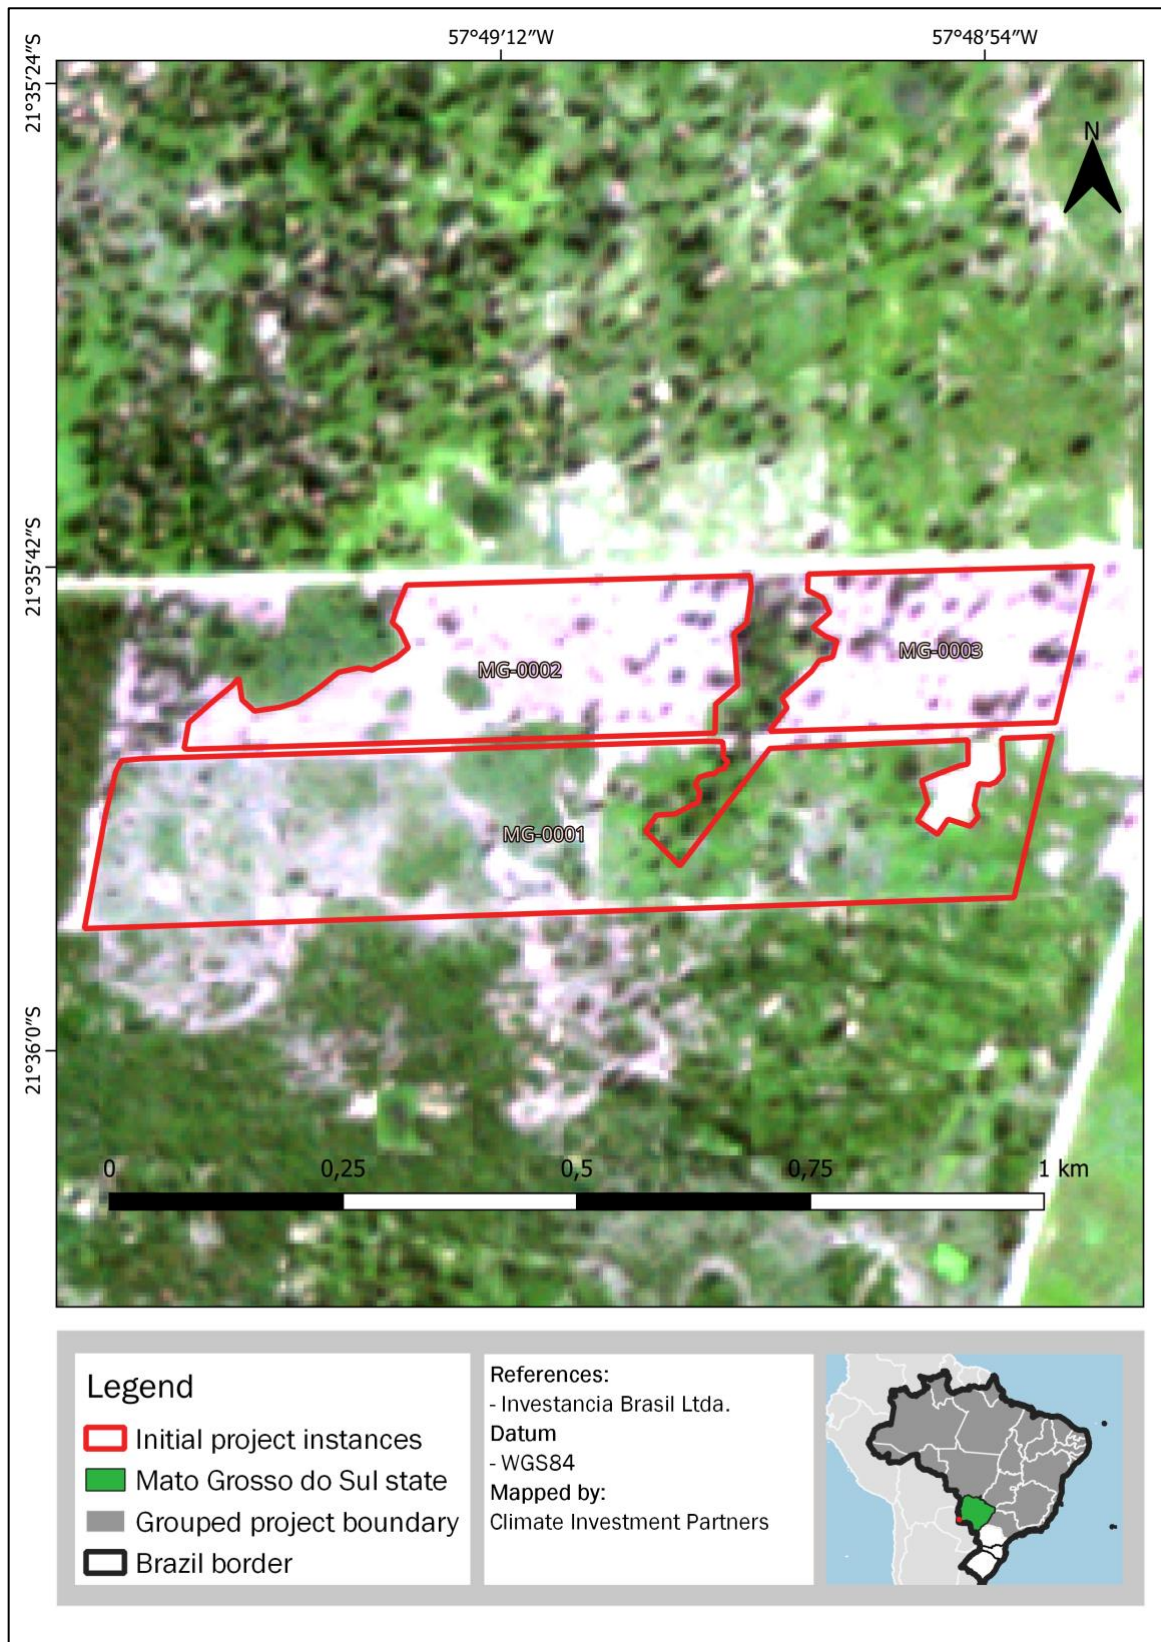 57°49′12″W
57°48′54″W
21°35′24″S
N
21°35′42″S
MG-0002
MG-0003
MG-0001
21°36′0″S
0
0,25
0,5
0,75
1 km
Legend
Initial project instances
Mato Grosso do Sul state
Grouped project boundary
Brazil border
References:
- Investancia Brasil Ltda.
Datum
- WGS84
Mapped by:
Climate Investment Partners